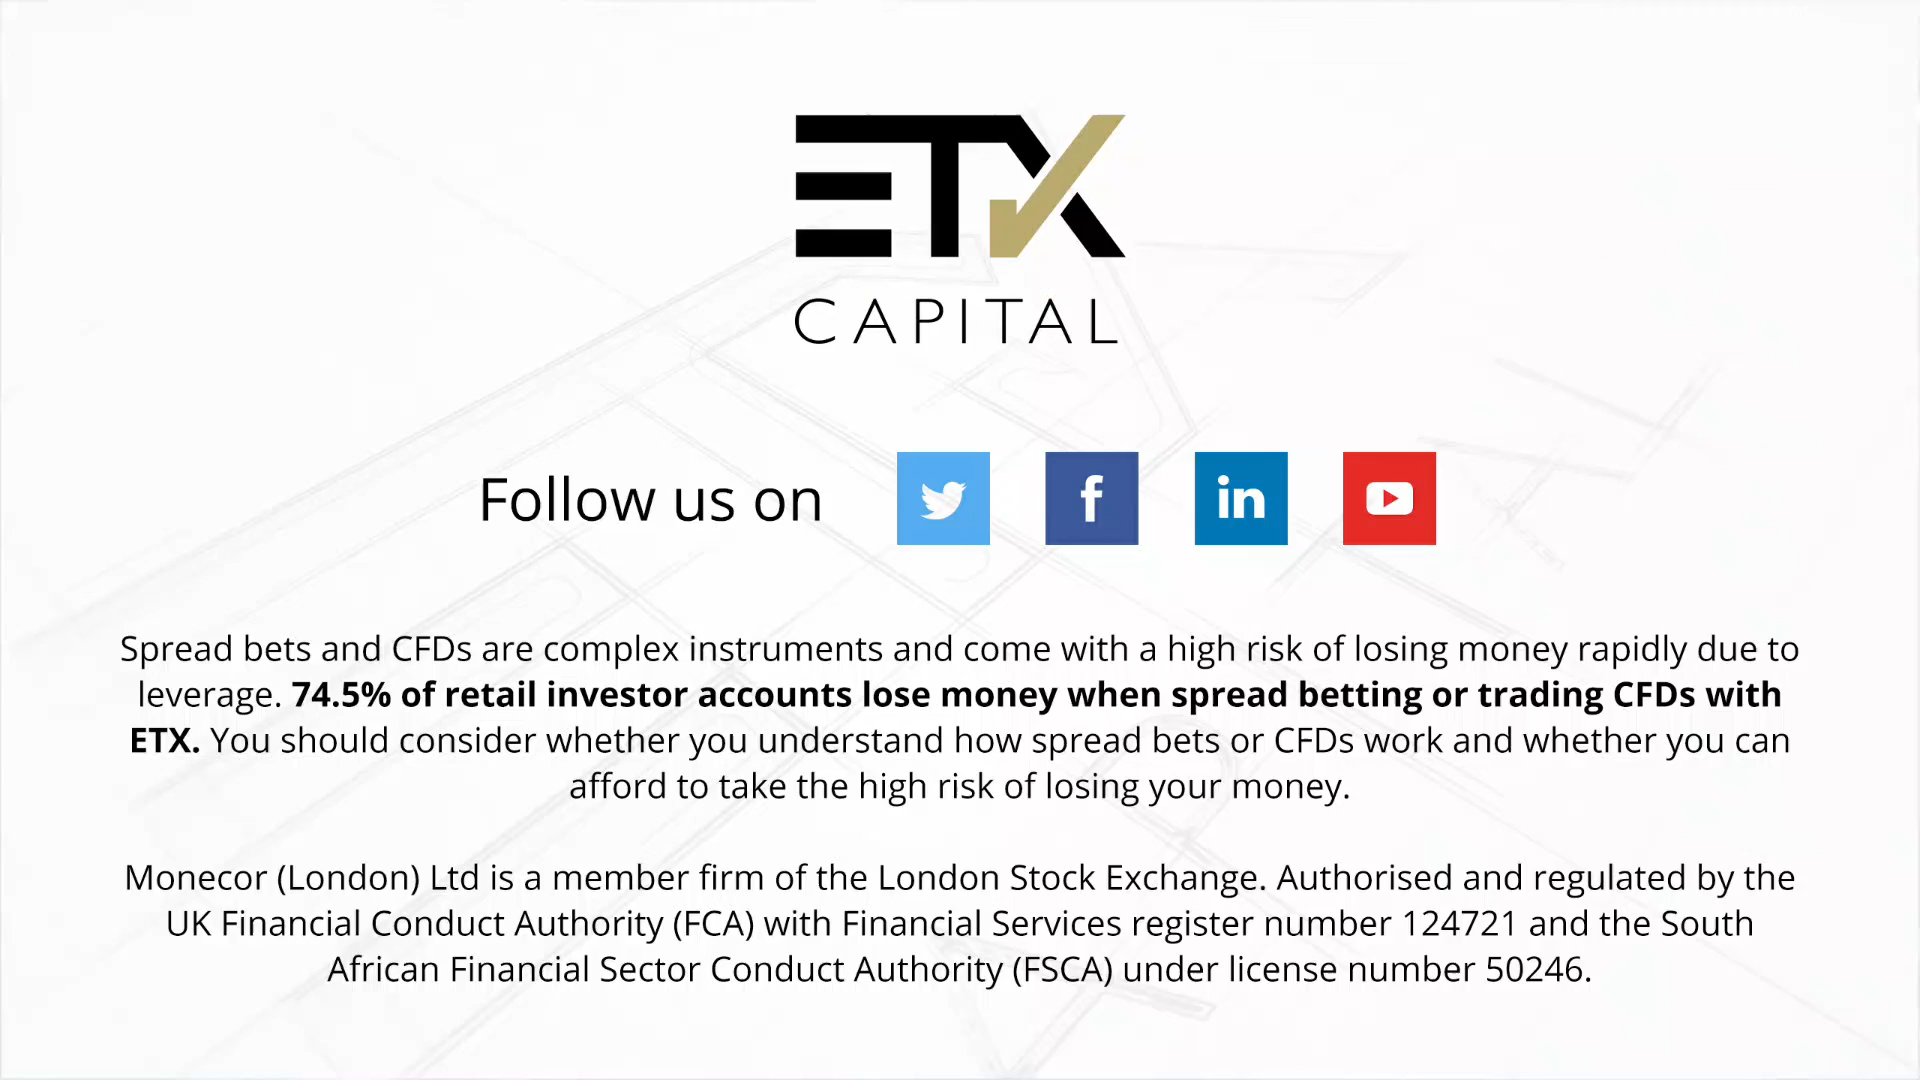 ETX
CAPITAL
Follow us on
f
in
Spread bets and CFDs are complex instruments and come with a high risk of losing money rapidly due to
leverage. 74.5% of retail investor accounts lose money when spread betting or trading CFDs with
ETX. You should consider whether you understand how spread bets or CFDs work and whether you can
afford to take the high risk of losing your money.
Monecor (London) Ltd is a member firm of the London Stock Exchange. Authorised and regulated by the
UK Financial Conduct Authority (FCA) with Financial Services register number 124721 and the South
African Financial Sector Conduct Authority (FSCA) under license number 50246.